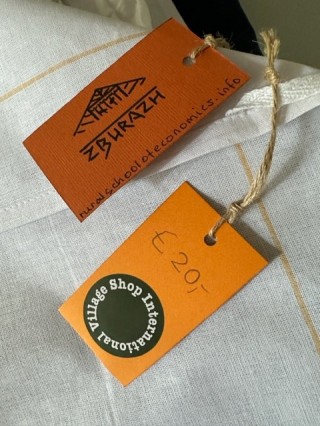 ZBURAZH
ruralschoolofeconomics.info
€ 20,-
International Village Shop